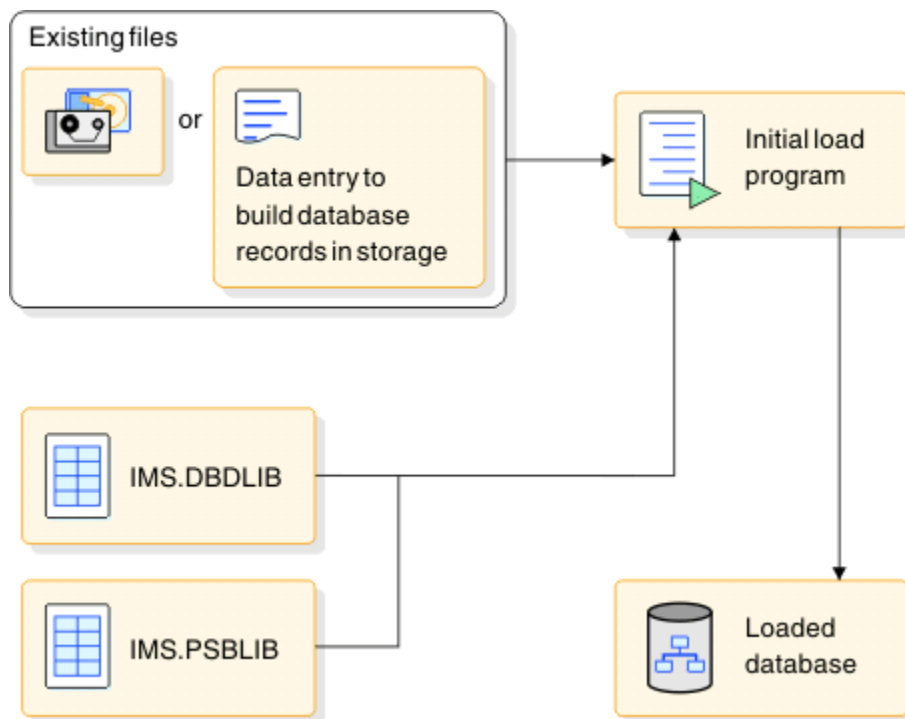 Existing files
or
Data entry to
build database
records in storage
Initial load
program
IMS.DBDLIB
IMS.PSBLIB
Loaded
database